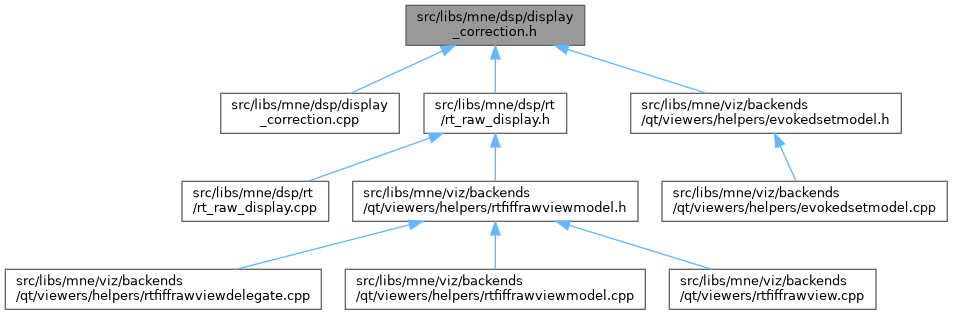 src/libs/mne/dsp/display
_correction.h
src/libs/mne/dsp/display
_correction.cpp
src/libs/mne/dsp/rt
/rt_raw_display.h
src/libs/mne/viz/backends
/qt/viewers/helpers/evokedsetmodel.h
src/libs/mne/dsp/rt
/rt_raw_display.cpp
src/libs/mne/viz/backends
/qt/viewers/helpers/rtfiffrawviewmodel.h
src/libs/mne/viz/backends
/qt/viewers/helpers/evokedsetmodel.cpp
src/libs/mne/viz/backends
/qt/viewers/helpers/rtfiffrawviewdelegate.cpp
src/libs/mne/viz/backends
/qt/viewers/helpers/rtfiffrawviewmodel.cpp
src/libs/mne/viz/backends
/qt/viewers/rtfiffrawview.cpp